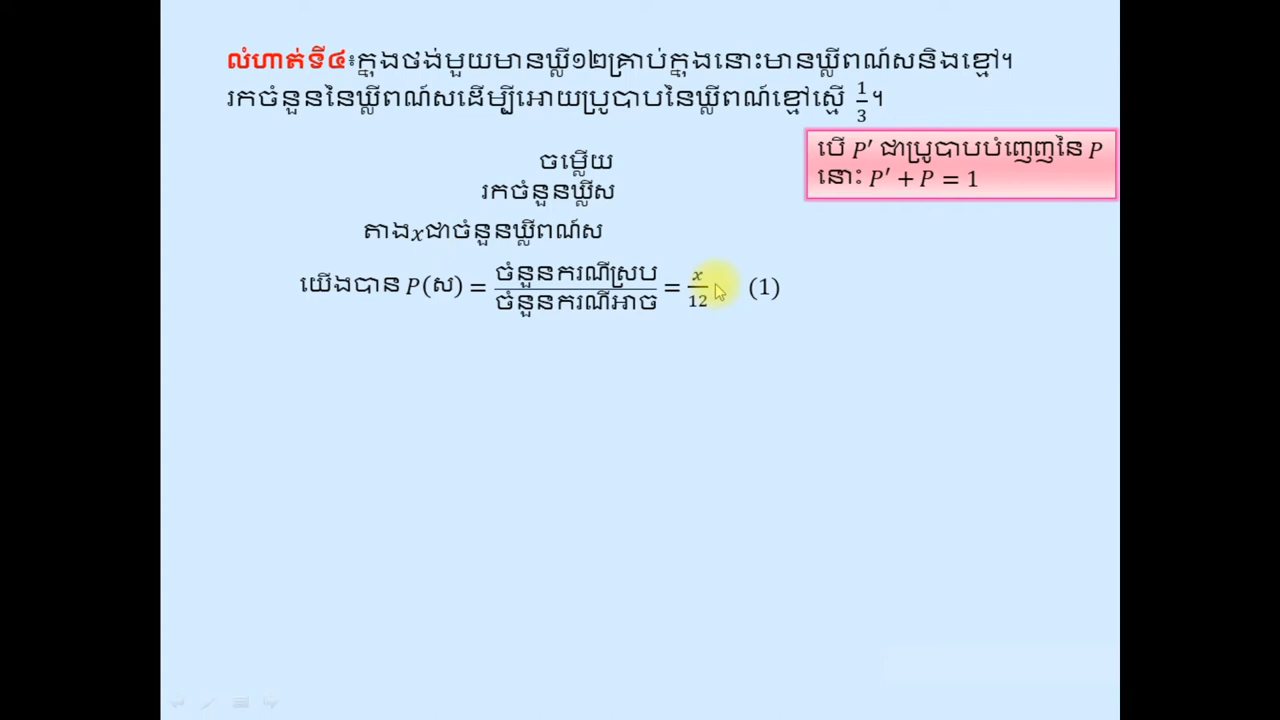 លំហាត់ទី៤៖ក្នុងថង់មួយមានឃ្លី១២គ្រាប់ក្នុងនោះមានឃ្លីពណ៍សនិងខ្មៅ។
រកចំនួននៃឃ្លីពណ៍សដើម្បីអោយប្រូបាបនៃឃ្លីពណ៍ខ្មៅស្មើ 1/3 ។
បើ P′ ជាប្រូបាបបំញេញនៃ P
នោះ P′ + P = 1
ចម្លើយ
រកចំនួនឃ្លីស
តាងxជាចំនួនឃ្លីពណ៍ស
យើងបាន P(ស) = ចំនួនករណីស្រប/ចំនួនករណីអាច = x/12 (1)